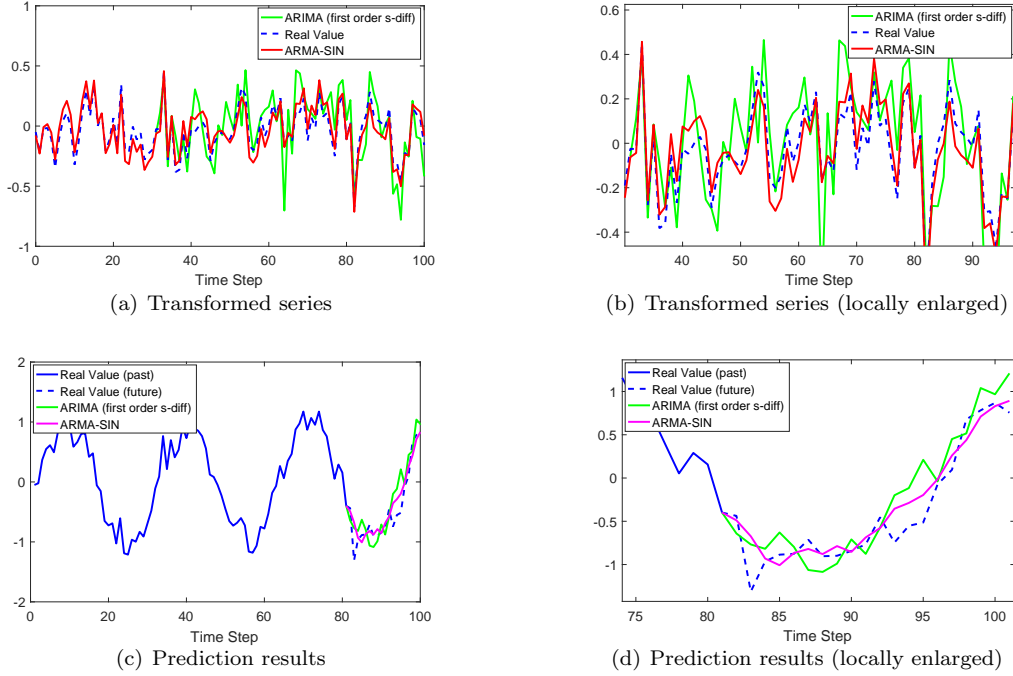 1
0.5
0
-0.5
-1
0 20 40 60 80 100
Time Step
ARIMA (first order s-diff)
Real Value
ARMA-SIN
(a) Transformed series
0.6
0.4
0.2
0
-0.2
-0.4
40 50 60 70 80 90
Time Step
ARIMA (first order s-diff)
Real Value
ARMA-SIN
(b) Transformed series (locally enlarged)
2
1
0
-1
-2
0 20 40 60 80 100
Time Step
Real Value (past)
Real Value (future)
ARIMA (first order s-diff)
ARMA-SIN
(c) Prediction results
1
0.5
0
-0.5
-1
75 80 85 90 95 100
Time Step
Real Value (past)
Real Value (future)
ARIMA (first order s-diff)
ARMA-SIN
(d) Prediction results (locally enlarged)